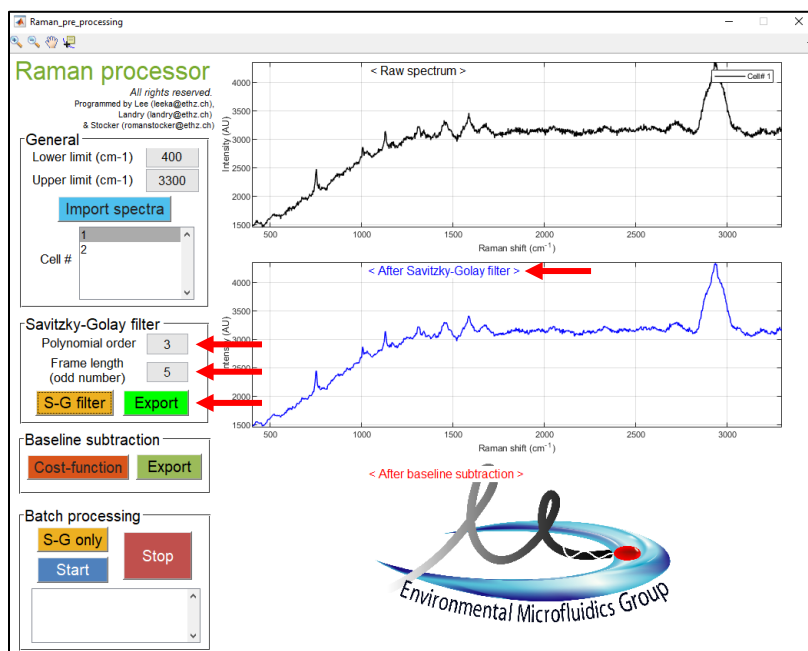 Raman_pre_processing
Raman processor
All rights reserved.
Programmed by Lee (leeka@ethz.ch),
Landry (landry@ethz.ch)
& Stocker (romanstocker@ethz.ch)
General
Lower limit (cm-1) 400
Upper limit (cm-1) 3300
Import spectra
Cell #
1
2
Savitzky-Golay filter
Polynomial order 3
Frame length
(odd number) 5
S-G filter Export
Baseline subtraction
Cost-function Export
Batch processing
S-G only
Start
Stop
< Raw spectrum >
Cell# 1
Intensity (AU)
4000
3500
3000
2500
2000
1500
500 1000 1500 2000 2500 3000
Raman shift (cm⁻¹)
< After Savitzky-Golay filter >
Intensity (AU)
4000
3500
3000
2500
2000
1500
500 1000 1500 2000 2500 3000
Raman shift (cm⁻¹)
< After baseline subtraction >
μ
Environmental Microfluidics Group